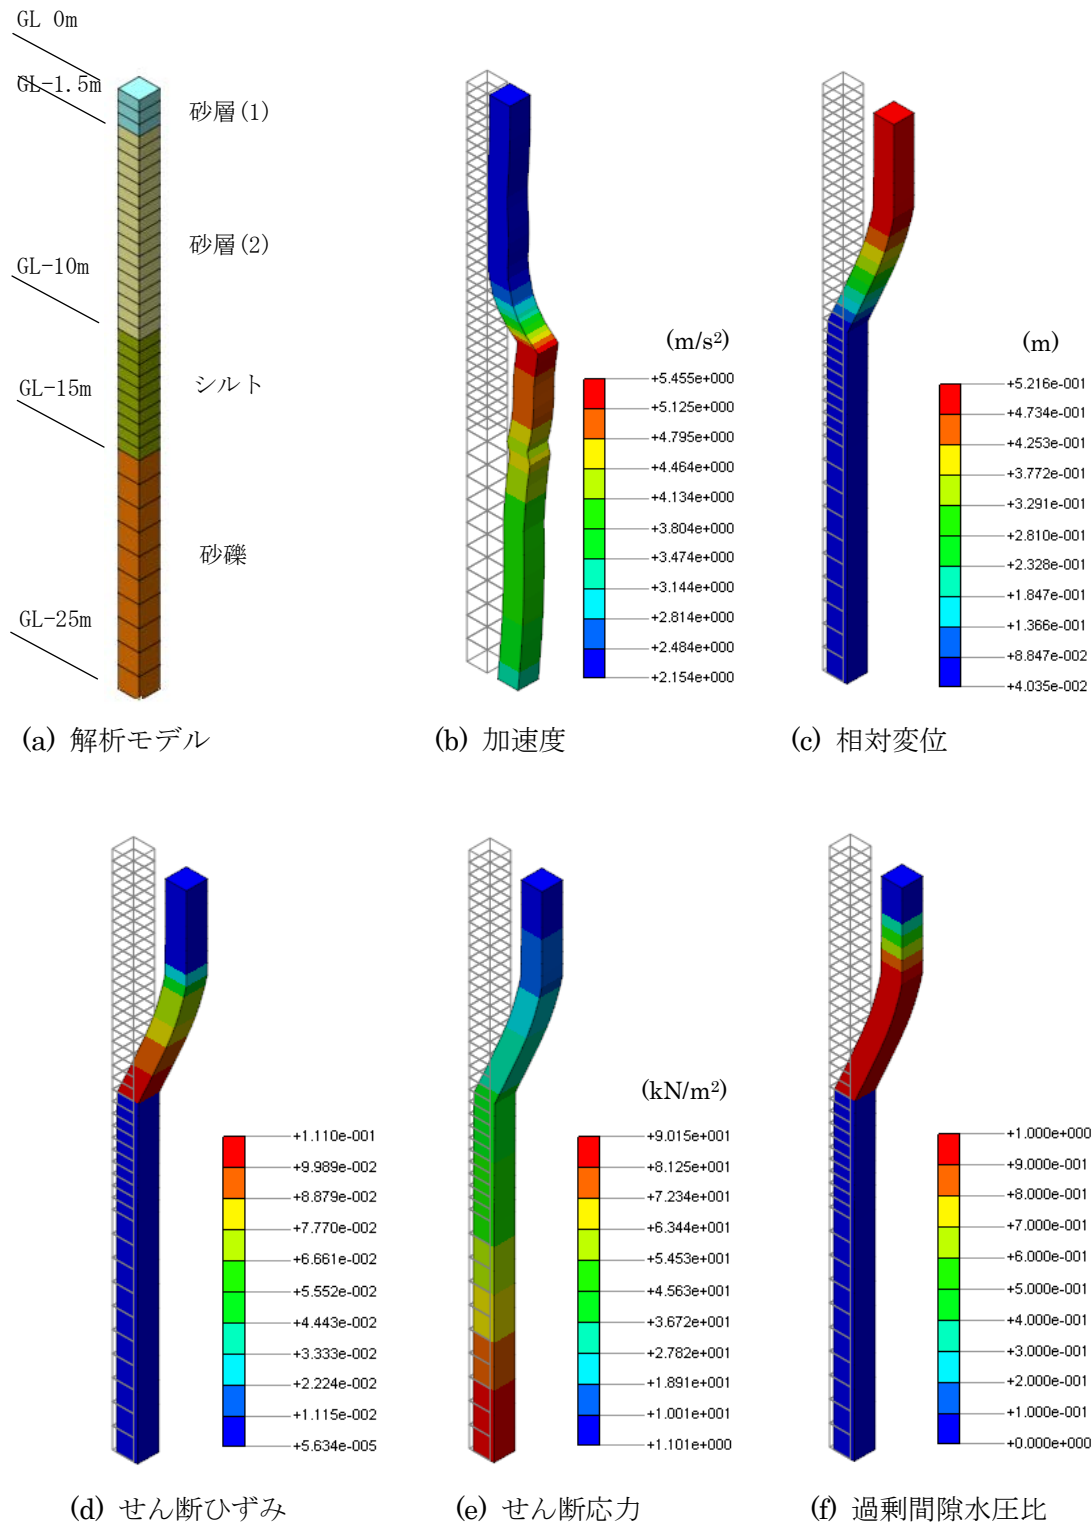 GL 0m
GL-1.5m
砂層(1)
砂層(2)
GL-10m
GL-15m
シルト
砂礫
GL-25m
(m/s²)
+5.455e+000
+5.125e+000
+4.795e+000
+4.464e+000
+4.134e+000
+3.804e+000
+3.474e+000
+3.144e+000
+2.814e+000
+2.484e+000
+2.154e+000
(m)
+5.216e-001
+4.734e-001
+4.253e-001
+3.772e-001
+3.291e-001
+2.810e-001
+2.328e-001
+1.847e-001
+1.366e-001
+8.847e-002
+4.035e-002
(a) 解析モデル
(b) 加速度
(c) 相対変位
+1.110e-001
+9.989e-002
+8.879e-002
+7.770e-002
+6.661e-002
+5.552e-002
+4.443e-002
+3.333e-002
+2.224e-002
+1.115e-002
+5.634e-005
(kN/m²)
+9.015e+001
+8.125e+001
+7.234e+001
+6.344e+001
+5.453e+001
+4.563e+001
+3.672e+001
+2.782e+001
+1.891e+001
+1.001e+001
+1.101e+000
+1.000e+000
+9.000e-001
+8.000e-001
+7.000e-001
+6.000e-001
+5.000e-001
+4.000e-001
+3.000e-001
+2.000e-001
+1.000e-001
+0.000e+000
(d) せん断ひずみ
(e) せん断応力
(f) 過剰間隙水圧比